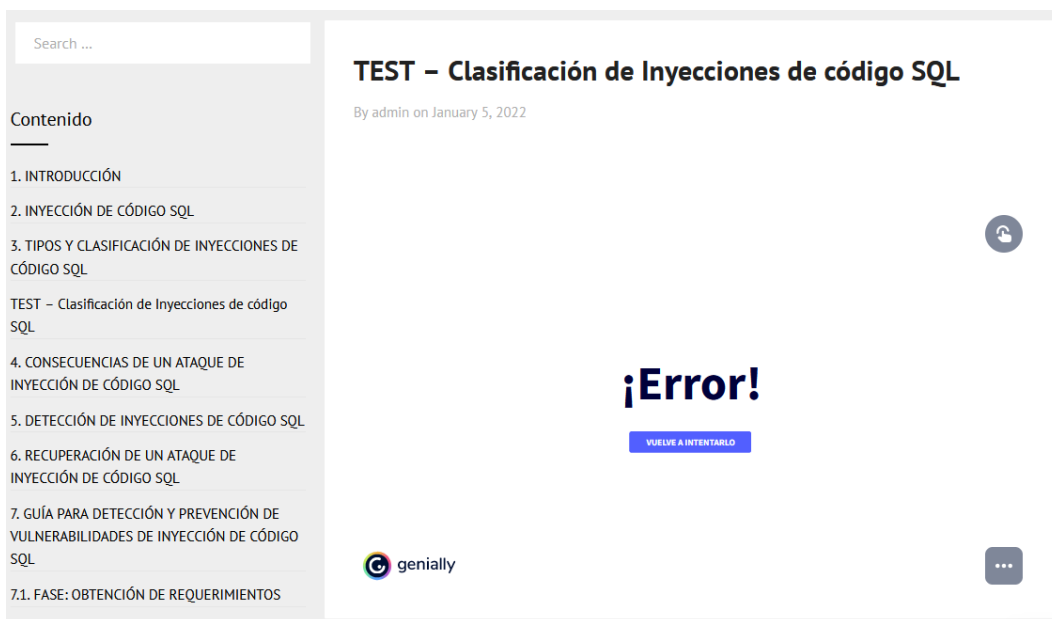 Search ...
Contenido
1. INTRODUCCIÓN
2. INYECCIÓN DE CÓDIGO SQL
3. TIPOS Y CLASIFICACIÓN DE INYECCIONES DE
CÓDIGO SQL
TEST – Clasificación de Inyecciones de código
SQL
4. CONSECUENCIAS DE UN ATAQUE DE
INYECCIÓN DE CÓDIGO SQL
5. DETECCIÓN DE INYECCIONES DE CÓDIGO SQL
6. RECUPERACIÓN DE UN ATAQUE DE
INYECCIÓN DE CÓDIGO SQL
7. GUÍA PARA DETECCIÓN Y PREVENCIÓN DE
VULNERABILIDADES DE INYECCIÓN DE CÓDIGO
SQL
7.1. FASE: OBTENCIÓN DE REQUERIMIENTOS
TEST – Clasificación de Inyecciones de código SQL
By admin on January 5, 2022
¡Error!
VUELVE A INTENTARLO
genially